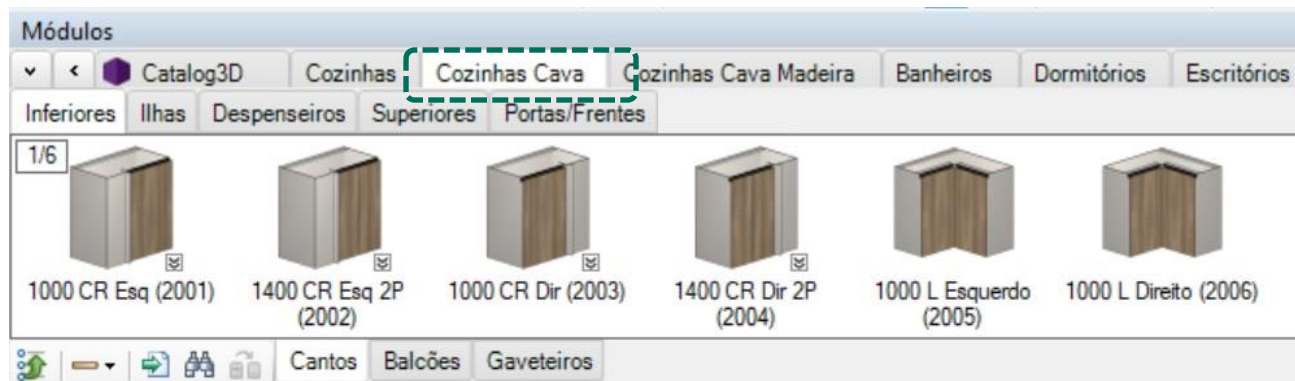 Módulos
Catalog3D Cozinhas Cozinhas Cava Cozinhas Cava Madeira Banheiros Dormitórios Escritórios
Inferiores Ilhas Despenseiros Superiores Portas/Frentes
1/6
1000 CR Esq (2001) 1400 CR Esq 2P (2002) 1000 CR Dir (2003) 1400 CR Dir 2P (2004) 1000 L Esquerdo (2005) 1000 L Direito (2006)
Cantos Balcões Gaveteiros